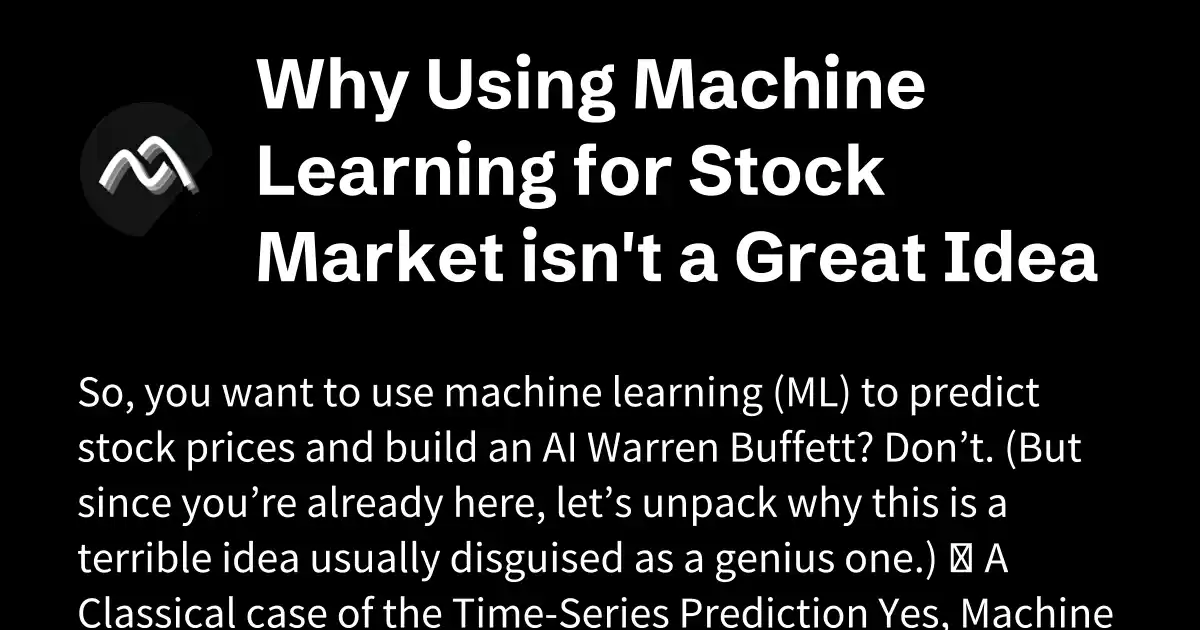 Why Using Machine
Learning for Stock
Market isn't a Great Idea
So, you want to use machine learning (ML) to predict
stock prices and build an AI Warren Buffett? Don’t. (But
since you’re already here, let’s unpack why this is a
terrible idea usually disguised as a genius one.) A
Classical case of the Time-Series Prediction Yes, Machine